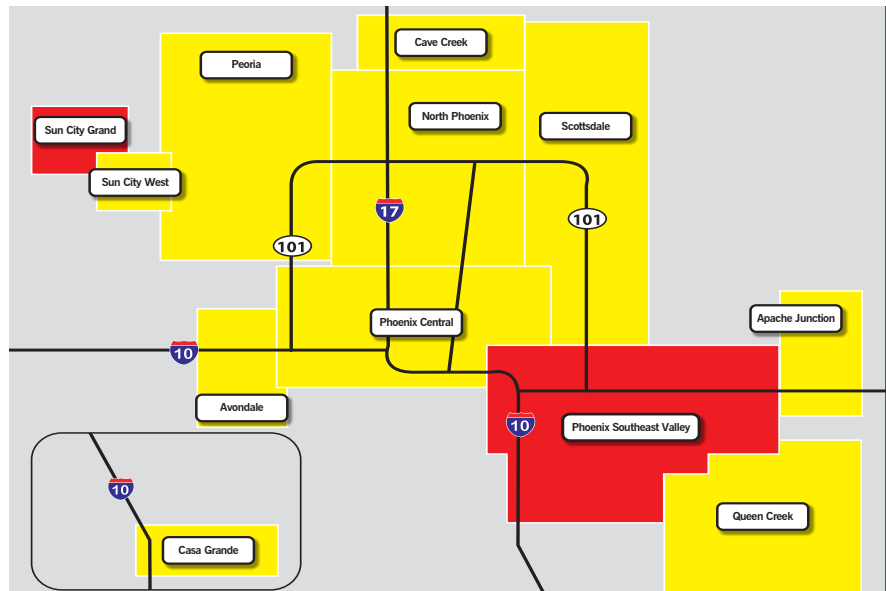 Cave Creek
Peoria
North Phoenix
Scottsdale
Sun City Grand
Sun City West
17
101
101
Phoenix Central
Apache Junction
10
Avondale
10
Phoenix Southeast Valley
10
Queen Creek
Casa Grande